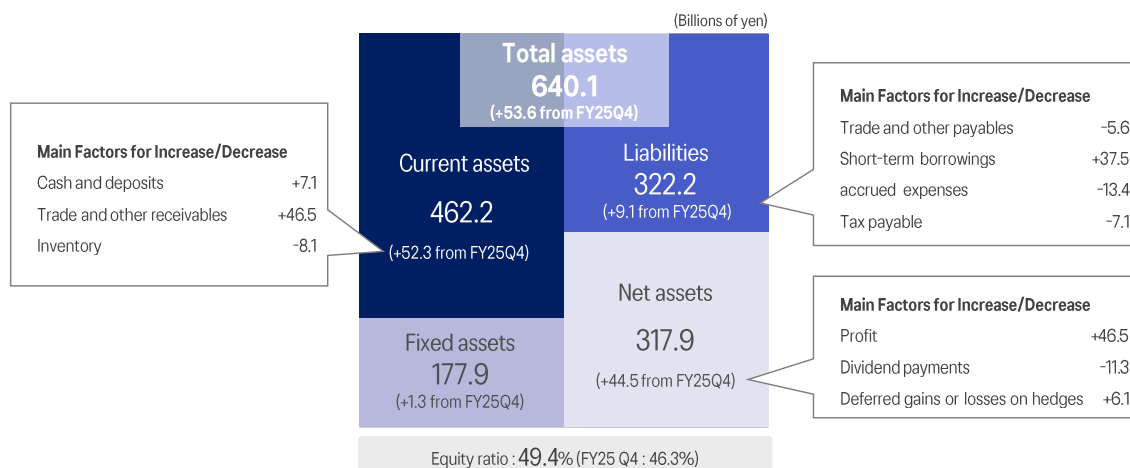 (Billions of yen)
Total assets
640.1
(+53.6 from FY25Q4)
Main Factors for Increase/Decrease
Cash and deposits +7.1
Trade and other receivables +46.5
Inventory -8.1
Current assets
462.2
(+52.3 from FY25Q4)
Fixed assets
177.9
(+1.3 from FY25Q4)
Liabilities
322.2
(+9.1 from FY25Q4)
Net assets
317.9
(+44.5 from FY25Q4)
Main Factors for Increase/Decrease
Trade and other payables -5.6
Short-term borrowings +37.5
accrued expenses -13.4
Tax payable -7.1
Main Factors for Increase/Decrease
Profit +46.5
Dividend payments -11.3
Deferred gains or losses on hedges +6.1
Equity ratio : 49.4% (FY25 Q4 : 46.3%)